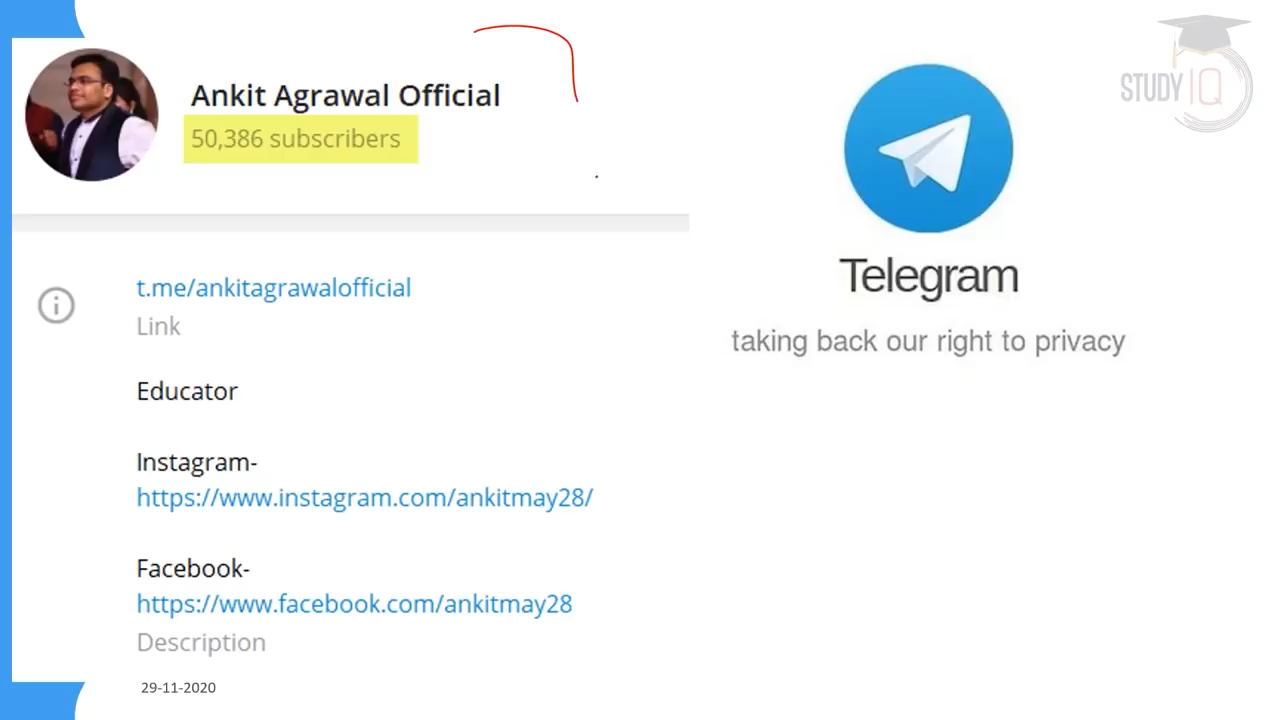 Ankit Agrawal Official
50,386 subscribers
t.me/ankitagrawalofficial
Link
Educator
Instagram-
https://www.instagram.com/ankitmay28/
Facebook-
https://www.facebook.com/ankitmay28
Description
29-11-2020
Telegram
taking back our right to privacy
STUDY IQ